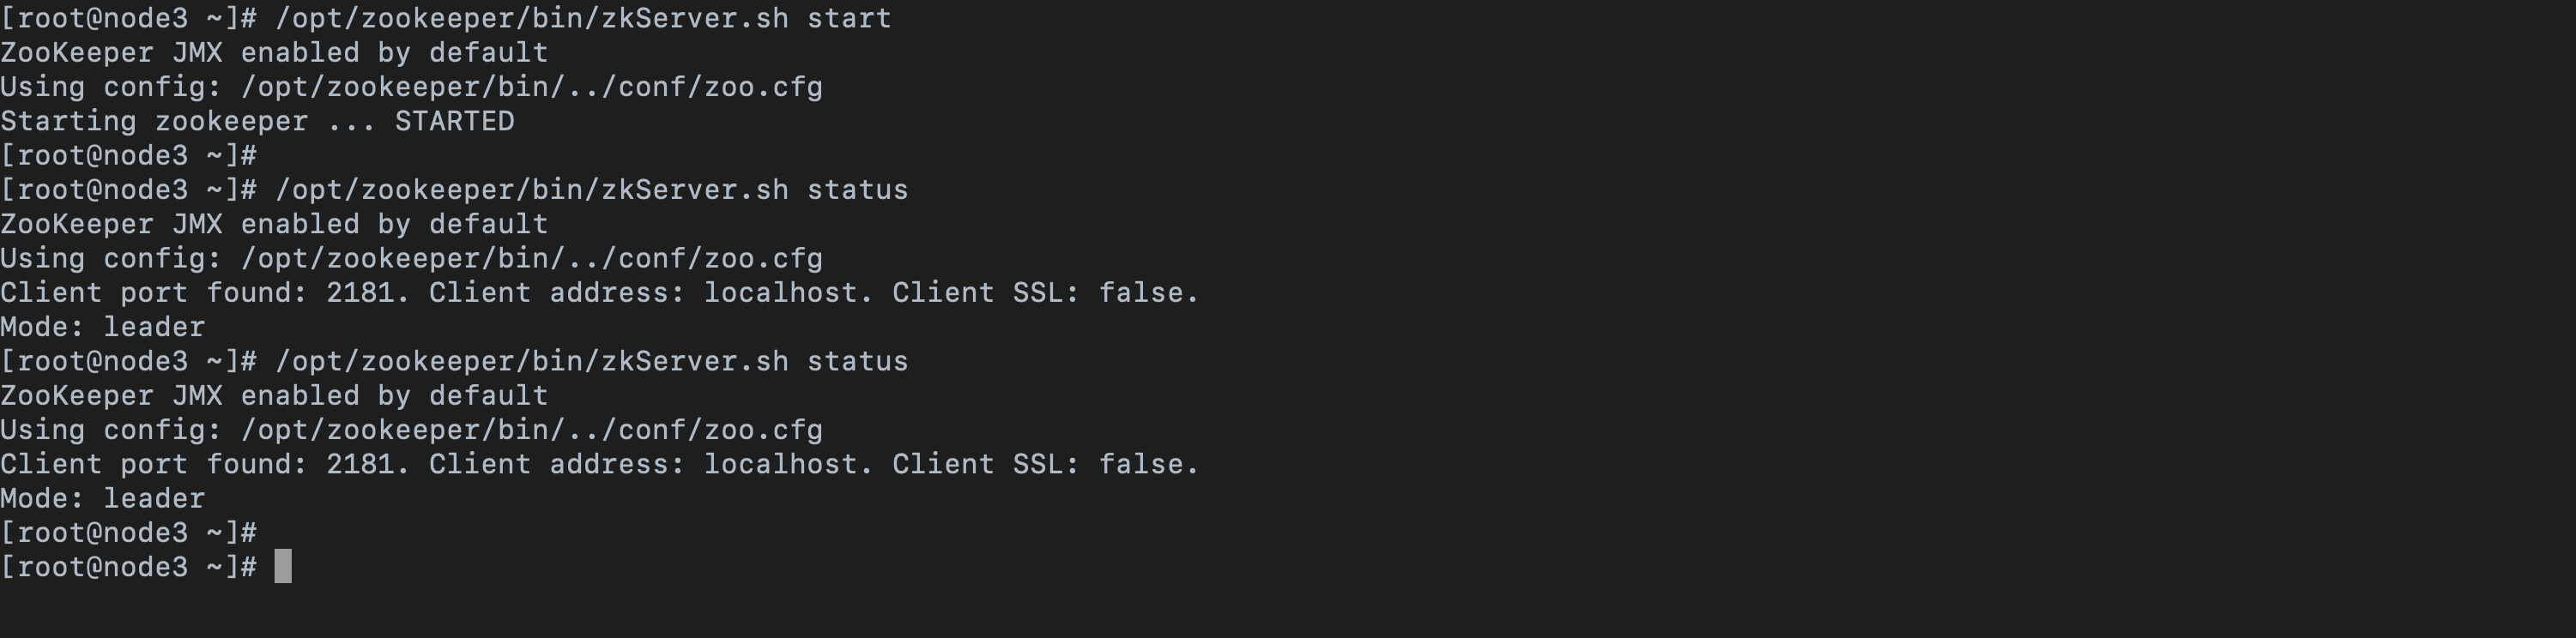 [root@node3 ~]# /opt/zookeeper/bin/zkServer.sh start
ZooKeeper JMX enabled by default
Using config: /opt/zookeeper/bin/../conf/zoo.cfg
Starting zookeeper ... STARTED
[root@node3 ~]#
[root@node3 ~]# /opt/zookeeper/bin/zkServer.sh status
ZooKeeper JMX enabled by default
Using config: /opt/zookeeper/bin/../conf/zoo.cfg
Client port found: 2181. Client address: localhost. Client SSL: false.
Mode: leader
[root@node3 ~]# /opt/zookeeper/bin/zkServer.sh status
ZooKeeper JMX enabled by default
Using config: /opt/zookeeper/bin/../conf/zoo.cfg
Client port found: 2181. Client address: localhost. Client SSL: false.
Mode: leader
[root@node3 ~]#
[root@node3 ~]#